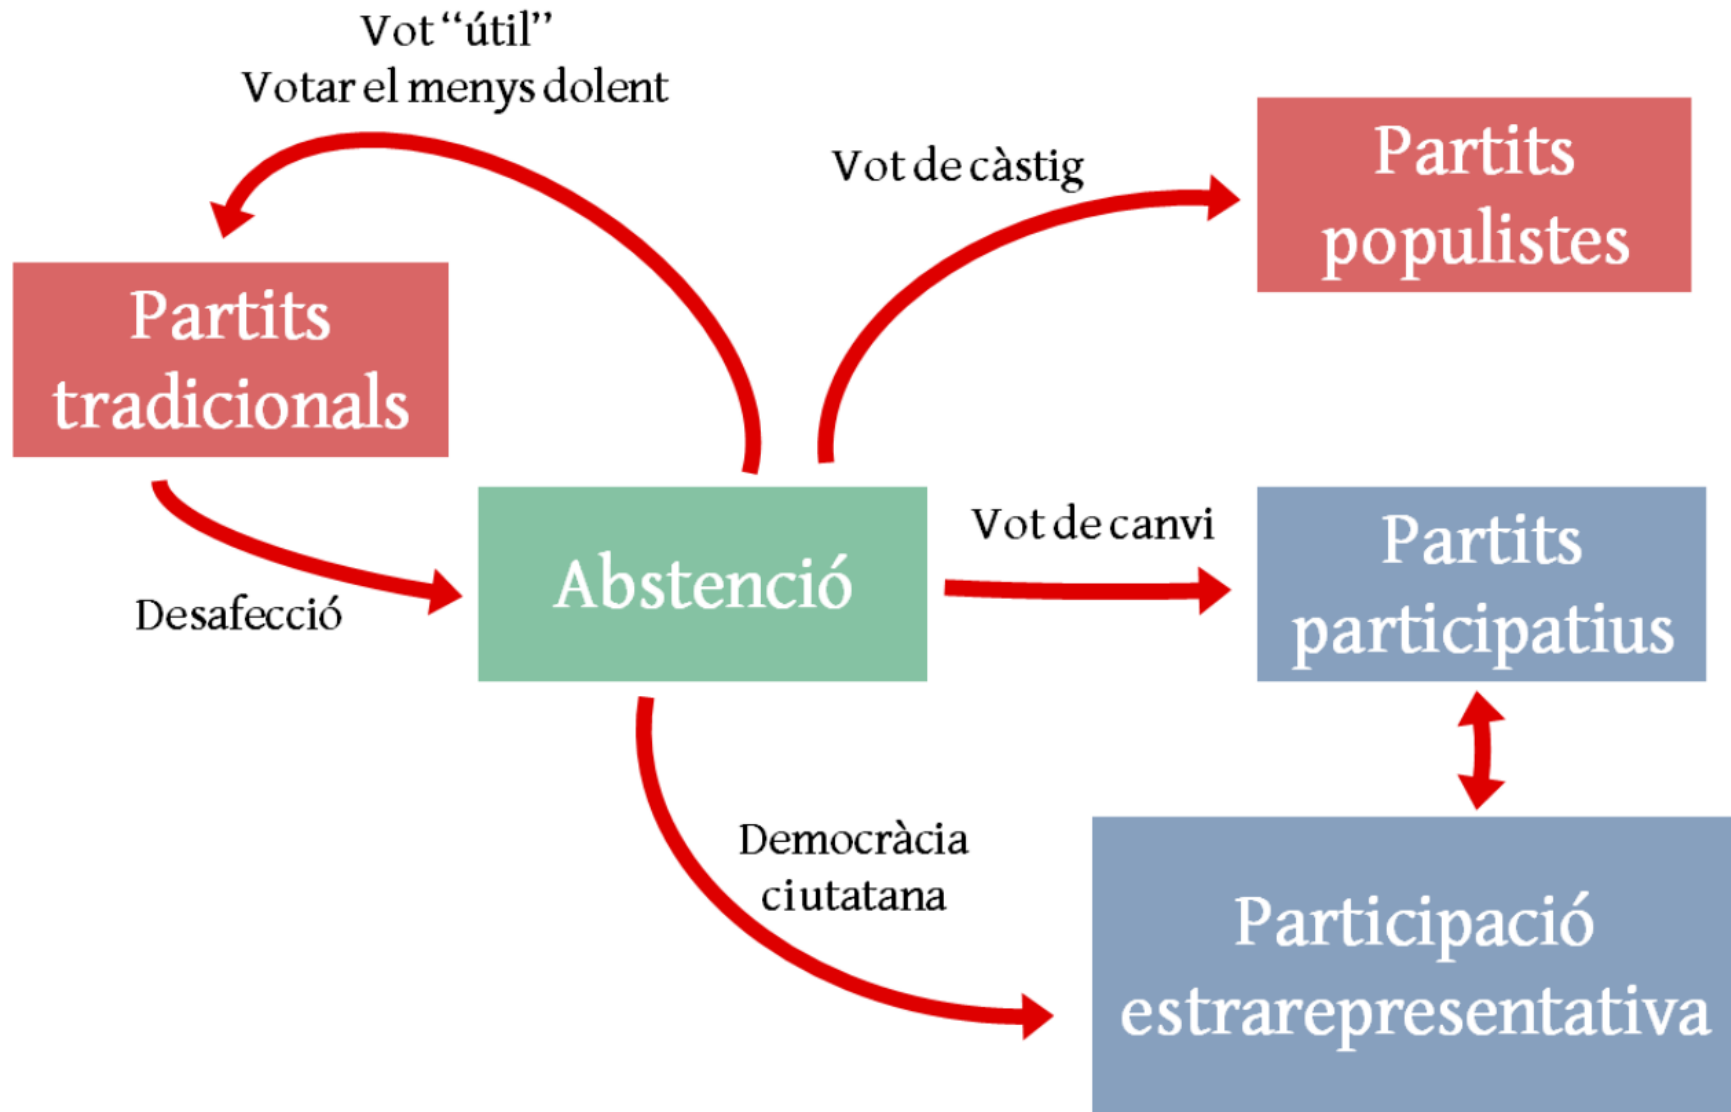 Vot “útil”
Votar el menys dolent
Vot de càstig
Partits
populistes
Partits
tradicionals
Desafecció
Abstenció
Vot de canvi
Partits
participatius
Democràcia
ciutatana
Participació
estrarepresentativa